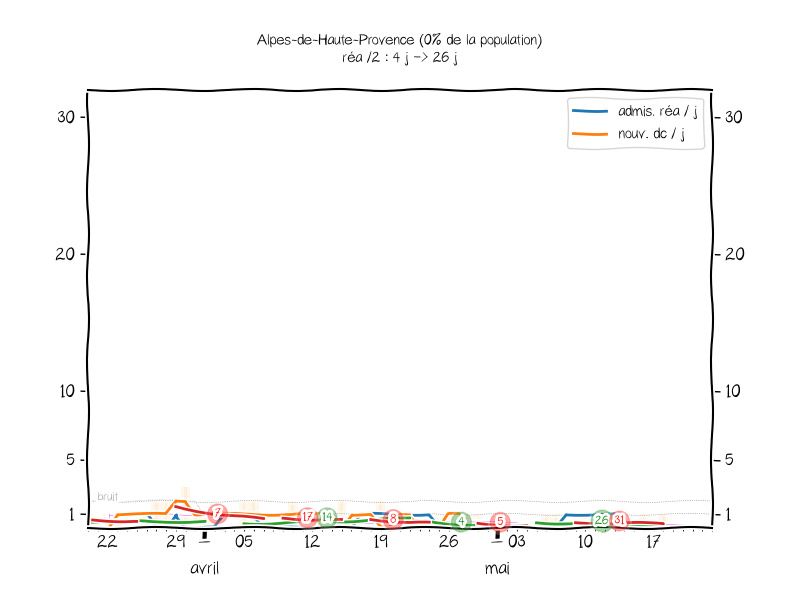 Alpes-de-Haute-Provence (0% de la population)
réa /2 : 4 j -> 26 j
admis. réa / j
nouv. dc / j
30 30
20 20
10 10
5 5
bruit
1 1
7 17 14 8 4 5 26 31
22 29 05 12 19 26 03 10 17
avril mai